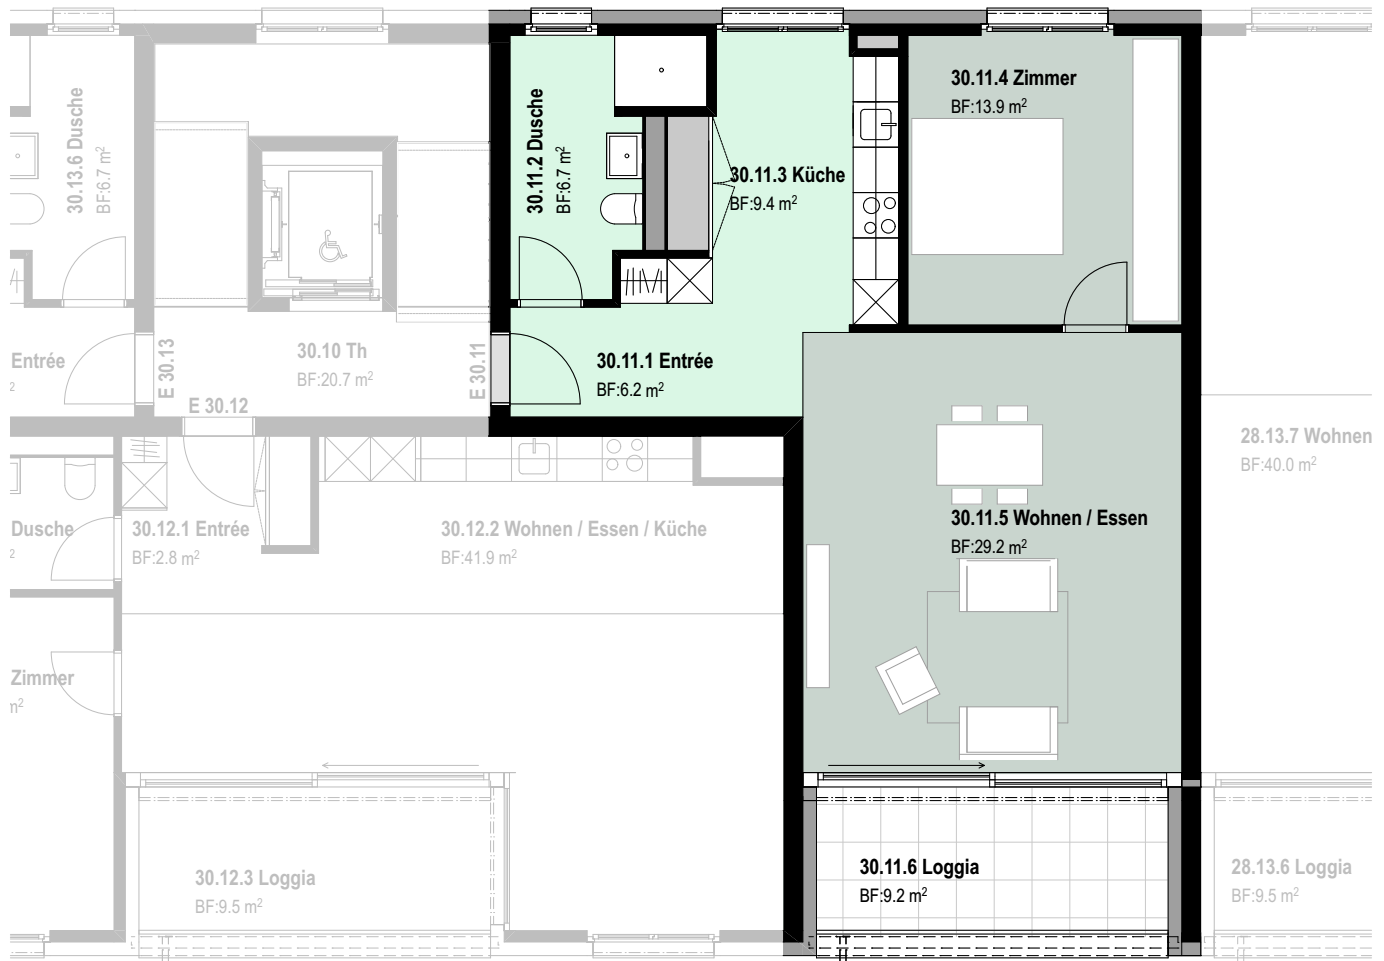 30.13.6 Dusche
BF:6.7 m²
30.11.2 Dusche
BF:6.7 m²
30.11.3 Küche
BF:9.4 m²
30.11.4 Zimmer
BF:13.9 m²
Entrée
2
E 30.13
30.10 Th
BF:20.7 m²
E 30.11
E 30.12
30.11.1 Entrée
BF:6.2 m²
28.13.7 Wohnen
BF:40.0 m²
Dusche
2
30.12.1 Entrée
BF:2.8 m²
30.12.2 Wohnen / Essen / Küche
BF:41.9 m²
30.11.5 Wohnen / Essen
BF:29.2 m²
Zimmer
m²
30.12.3 Loggia
BF:9.5 m²
30.11.6 Loggia
BF:9.2 m²
28.13.6 Loggia
BF:9.5 m²